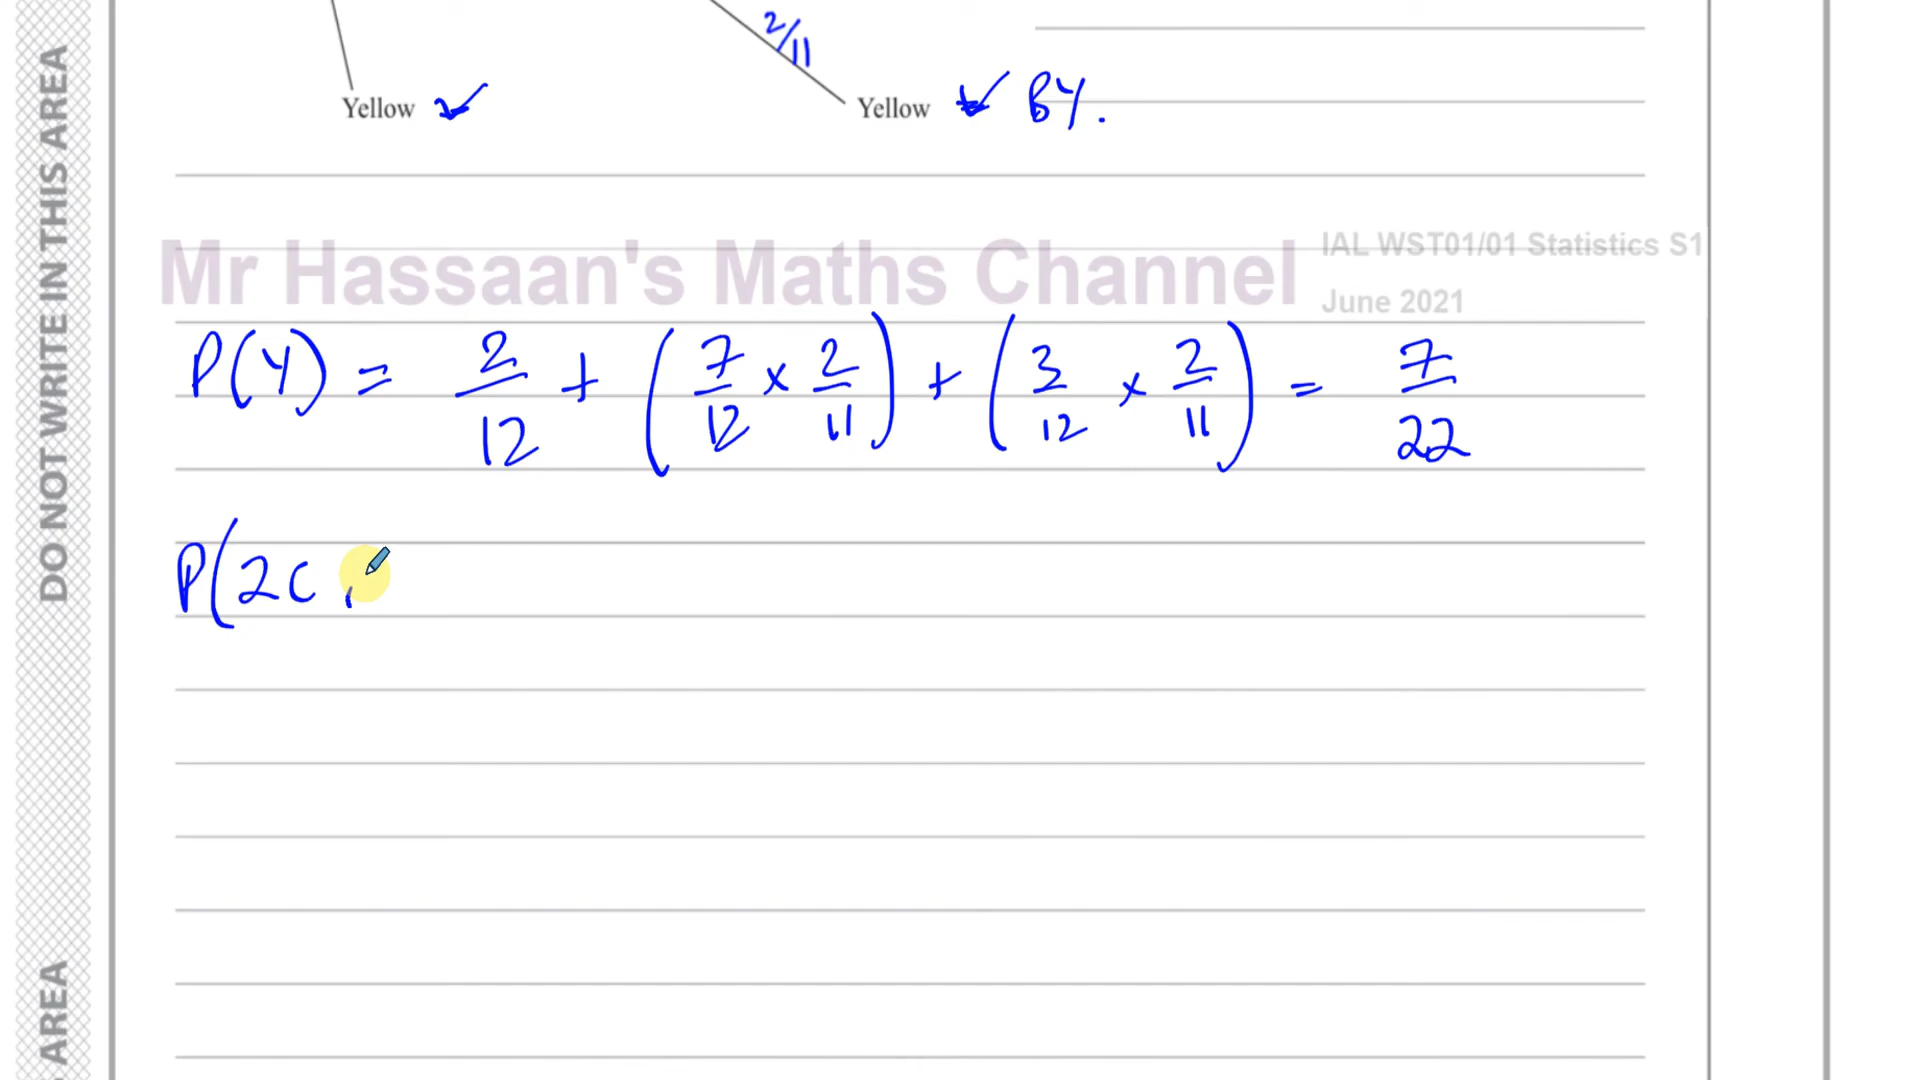 DO NOT WRITE IN THIS AREA
AREA
2/11
Yellow ✓
Yellow ✓ BY.
Mr Hassaan's Maths Channel
IAL WST01/01 Statistics S1
June 2021
P(Y) = 2/12 + (7/12 × 2/11) + (3/12 × 2/11) = 7/22
P(2C ,